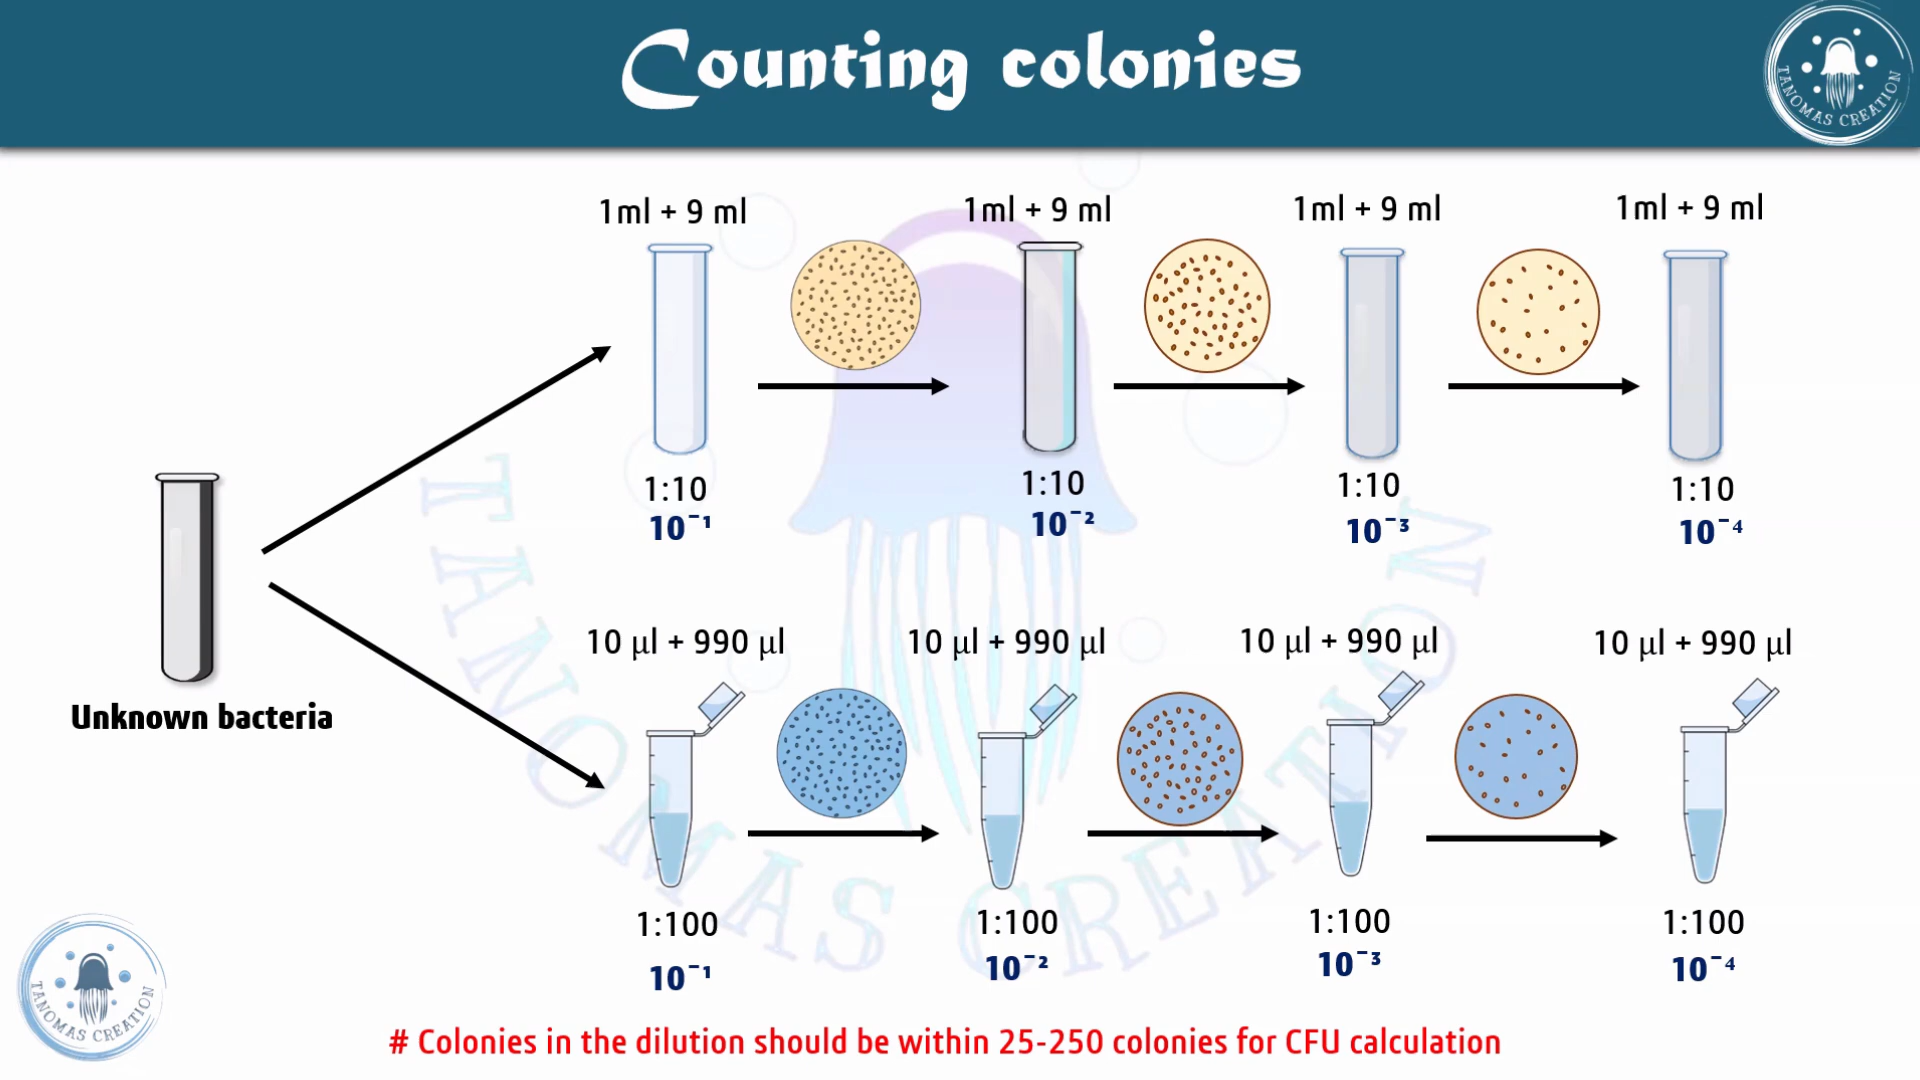 Counting colonies
TANOMAS CREATION
1ml + 9 ml
1ml + 9 ml
1ml + 9 ml
1ml + 9 ml
1:10
1:10
1:10
1:10
10⁻¹
10⁻²
10⁻³
10⁻⁴
Unknown bacteria
10 µl + 990 µl
10 µl + 990 µl
10 µl + 990 µl
10 µl + 990 µl
1:100
1:100
1:100
1:100
10⁻¹
10⁻²
10⁻³
10⁻⁴
TANOMAS CREATION
TANOMAS CREATION
# Colonies in the dilution should be within 25-250 colonies for CFU calculation